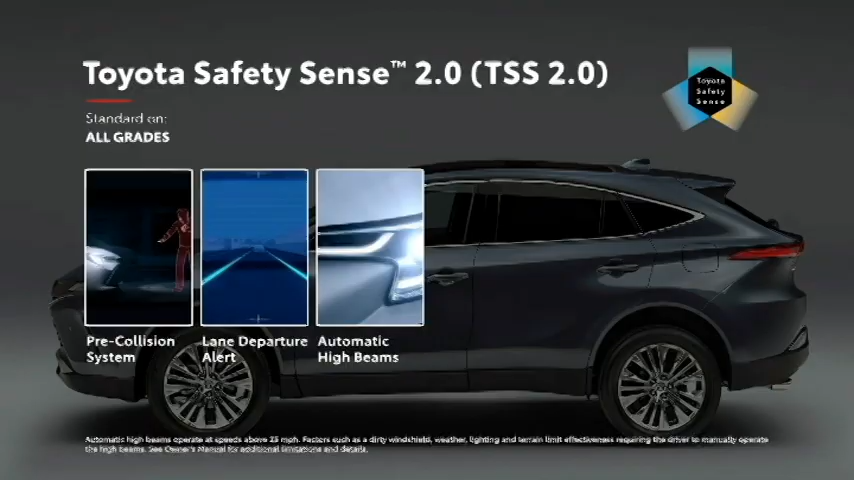 Toyota Safety Sense™ 2.0 (TSS 2.0)
Toyota
Safety
Sense
Standard on:
ALL GRADES
Pre-Collision
System
Lane Departure
Alert
Automatic
High Beams
Automatic high beams operate at speeds above 25 mph. Factors such as a dirty windshield, weather, lighting and terrain limit effectiveness requiring the driver to manually operate
the high beams. See Owner's Manual for additional limitations and details.